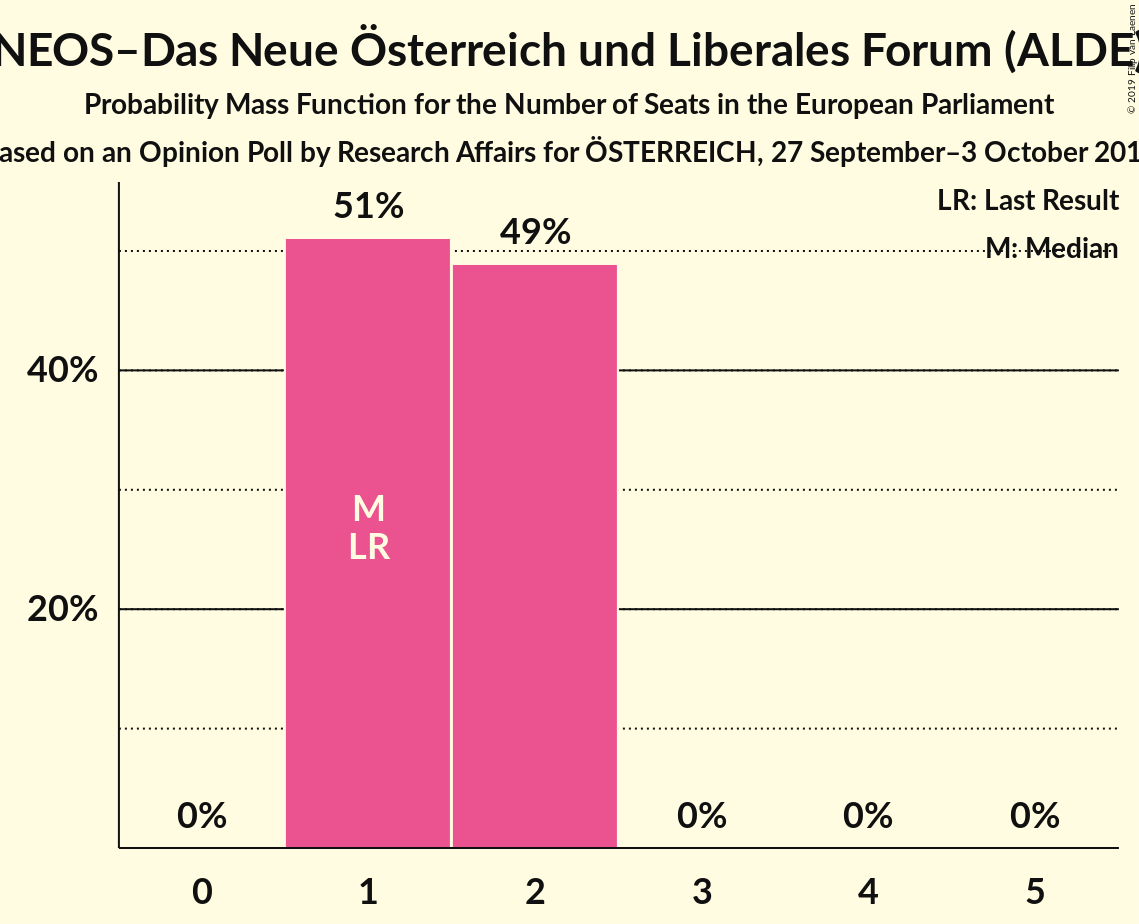 NEOS–Das Neue Österreich und Liberales Forum (ALDE)
Probability Mass Function for the Number of Seats in the European Parliament
ased on an Opinion Poll by Research Affairs for ÖSTERREICH, 27 September–3 October 201
© 2019 Filip van Laenen
LR: Last Result
M: Median
51%
49%
40%
20%
M
LR
0%
0%
0%
0%
0
1
2
3
4
5